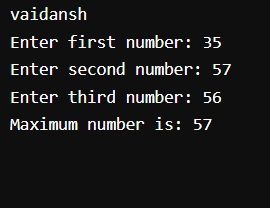 vaidansh
Enter first number: 35
Enter second number: 57
Enter third number: 56
Maximum number is: 57